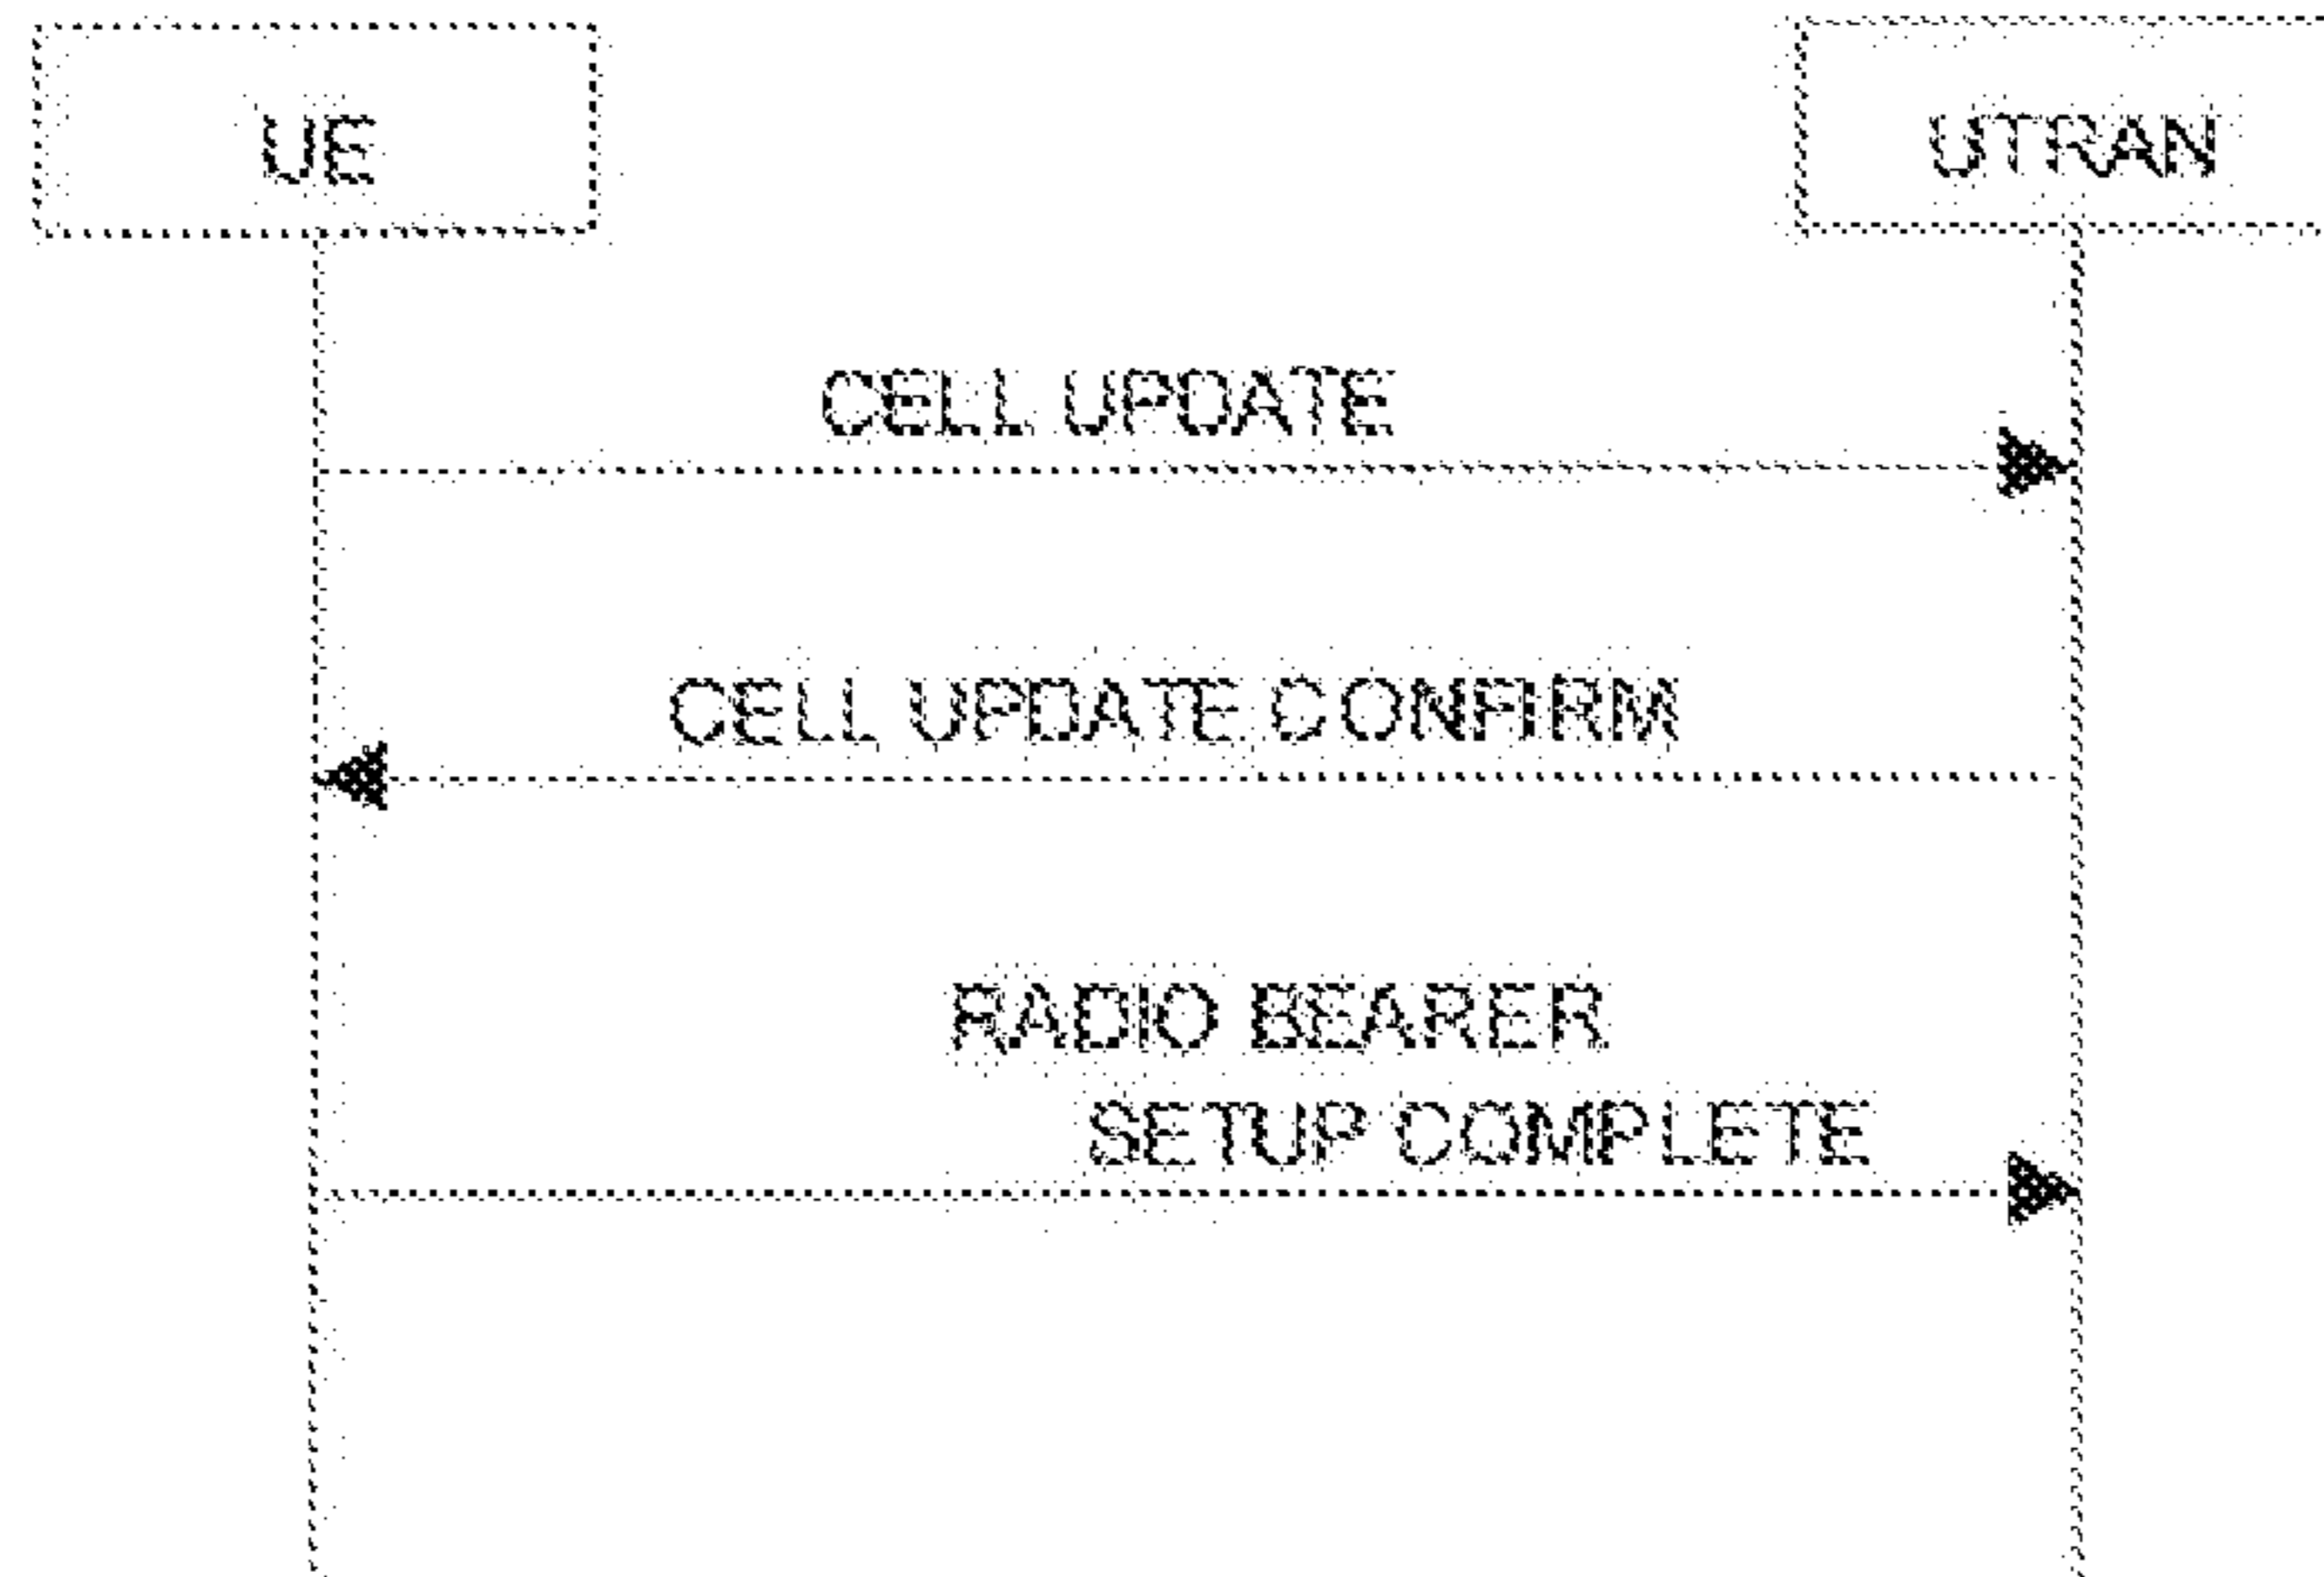 UE
UTRAN
CELL UPDATE
CELL UPDATE CONFIRM
RADIO BEARER
SETUP COMPLETE